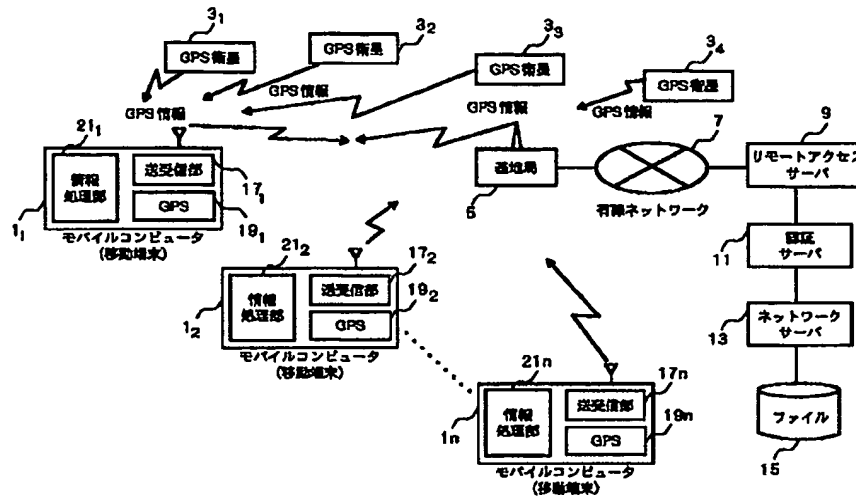 3₁
GPS衛星
3₂
GPS衛星
3₃
GPS衛星
3₄
GPS衛星
GPS情報
GPS情報
GPS情報
GPS情報
21₁
情報
処理部
送受信部
17₁
GPS
19₁
1₁
モバイルコンピュータ
(移動端末)
基地局
5
7
有線ネットワーク
9
リモートアクセス
サーバ
認証
サーバ
11
ネットワーク
サーバ
13
ファイル
15
21₂
情報
処理部
送受信部
17₂
GPS
19₂
1₂
モバイルコンピュータ
(移動端末)
21n
情報
処理部
送受信部
17n
GPS
19n
1n
モバイルコンピュータ
(移動端末)